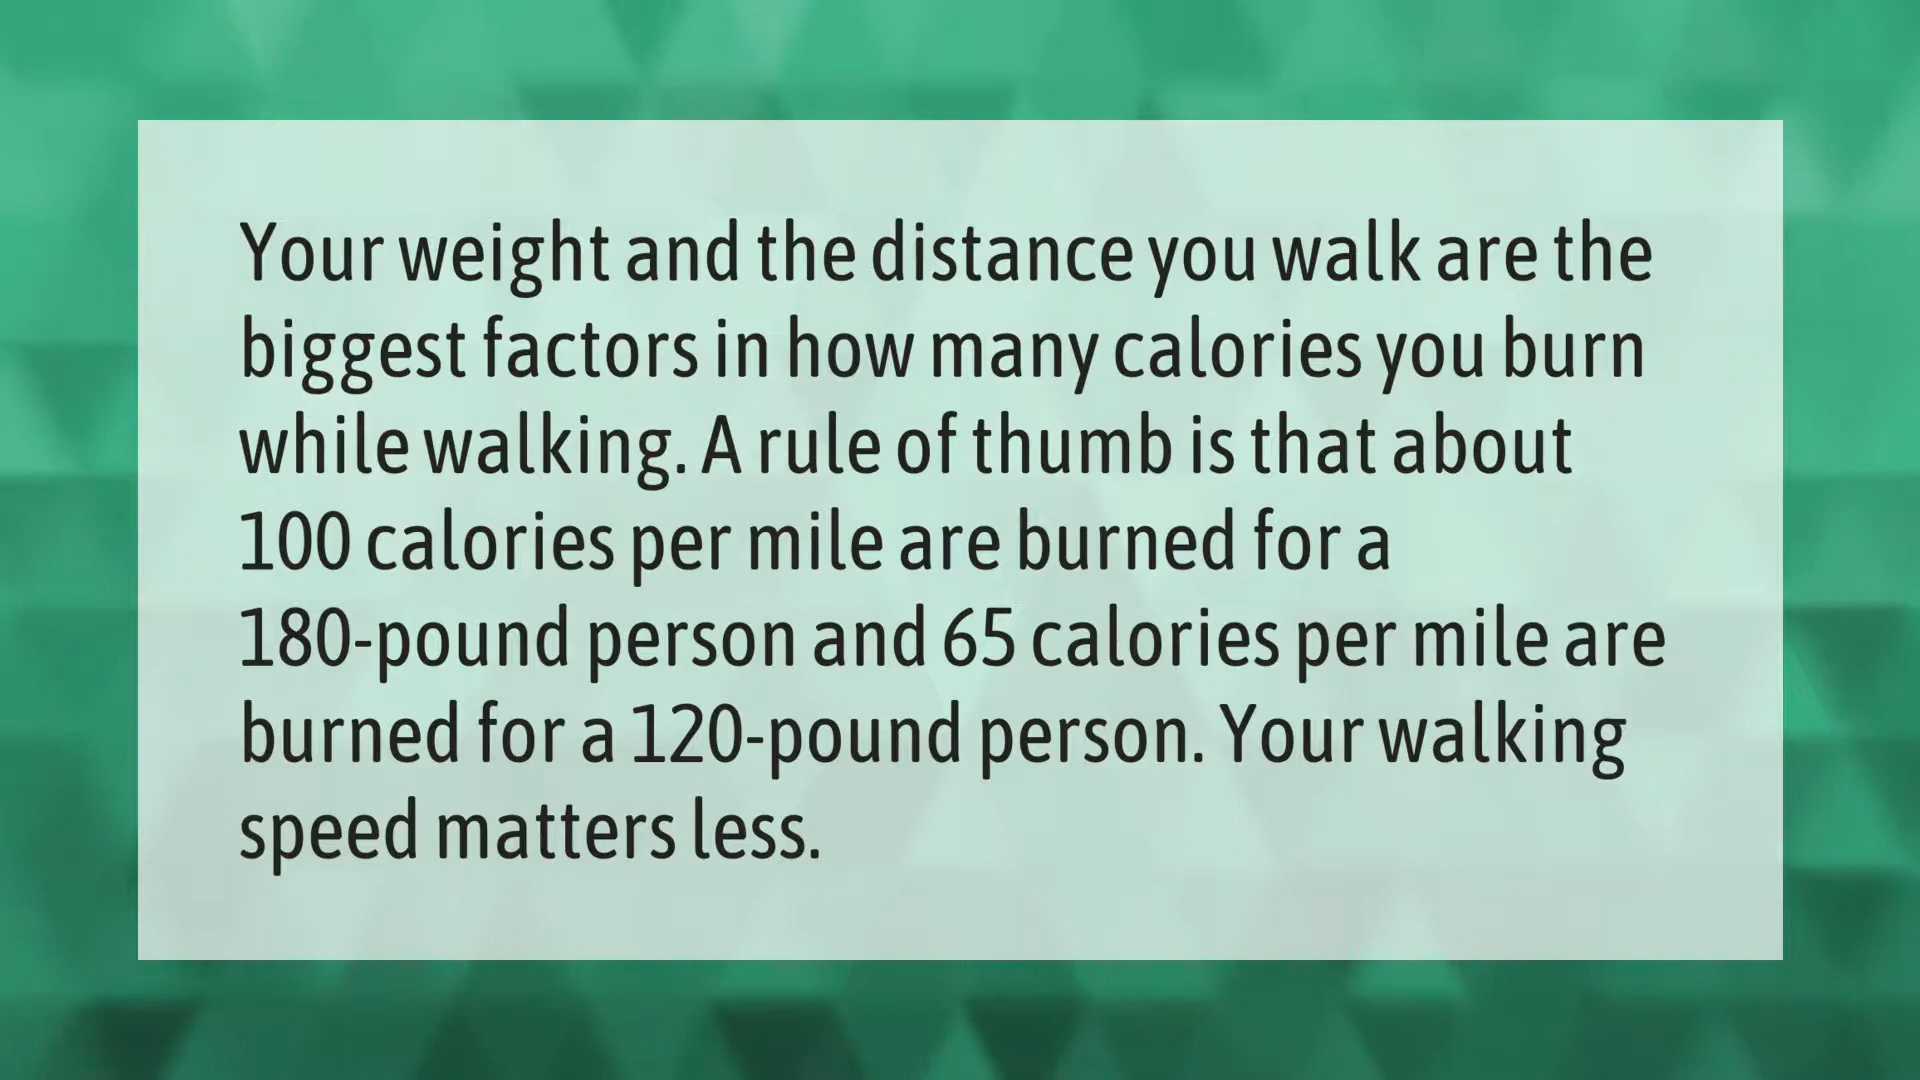 Your weight and the distance you walk are the
biggest factors in how many calories you burn
while walking. A rule of thumb is that about
100 calories per mile are burned for a
180-pound person and 65 calories per mile are
burned for a 120-pound person. Your walking
speed matters less.